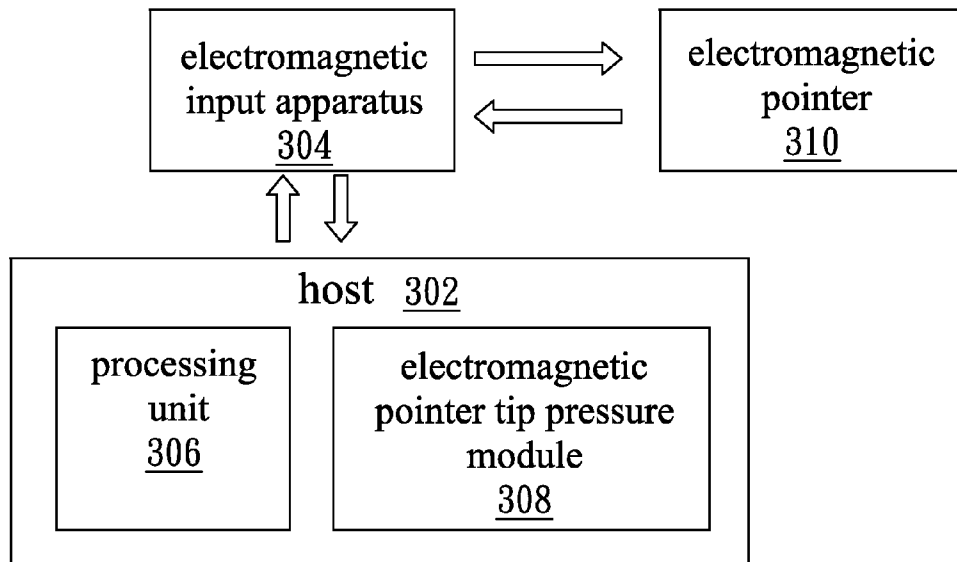 electromagnetic
input apparatus
304
electromagnetic
pointer
310
host 302
processing
unit
306
electromagnetic
pointer tip pressure
module
308